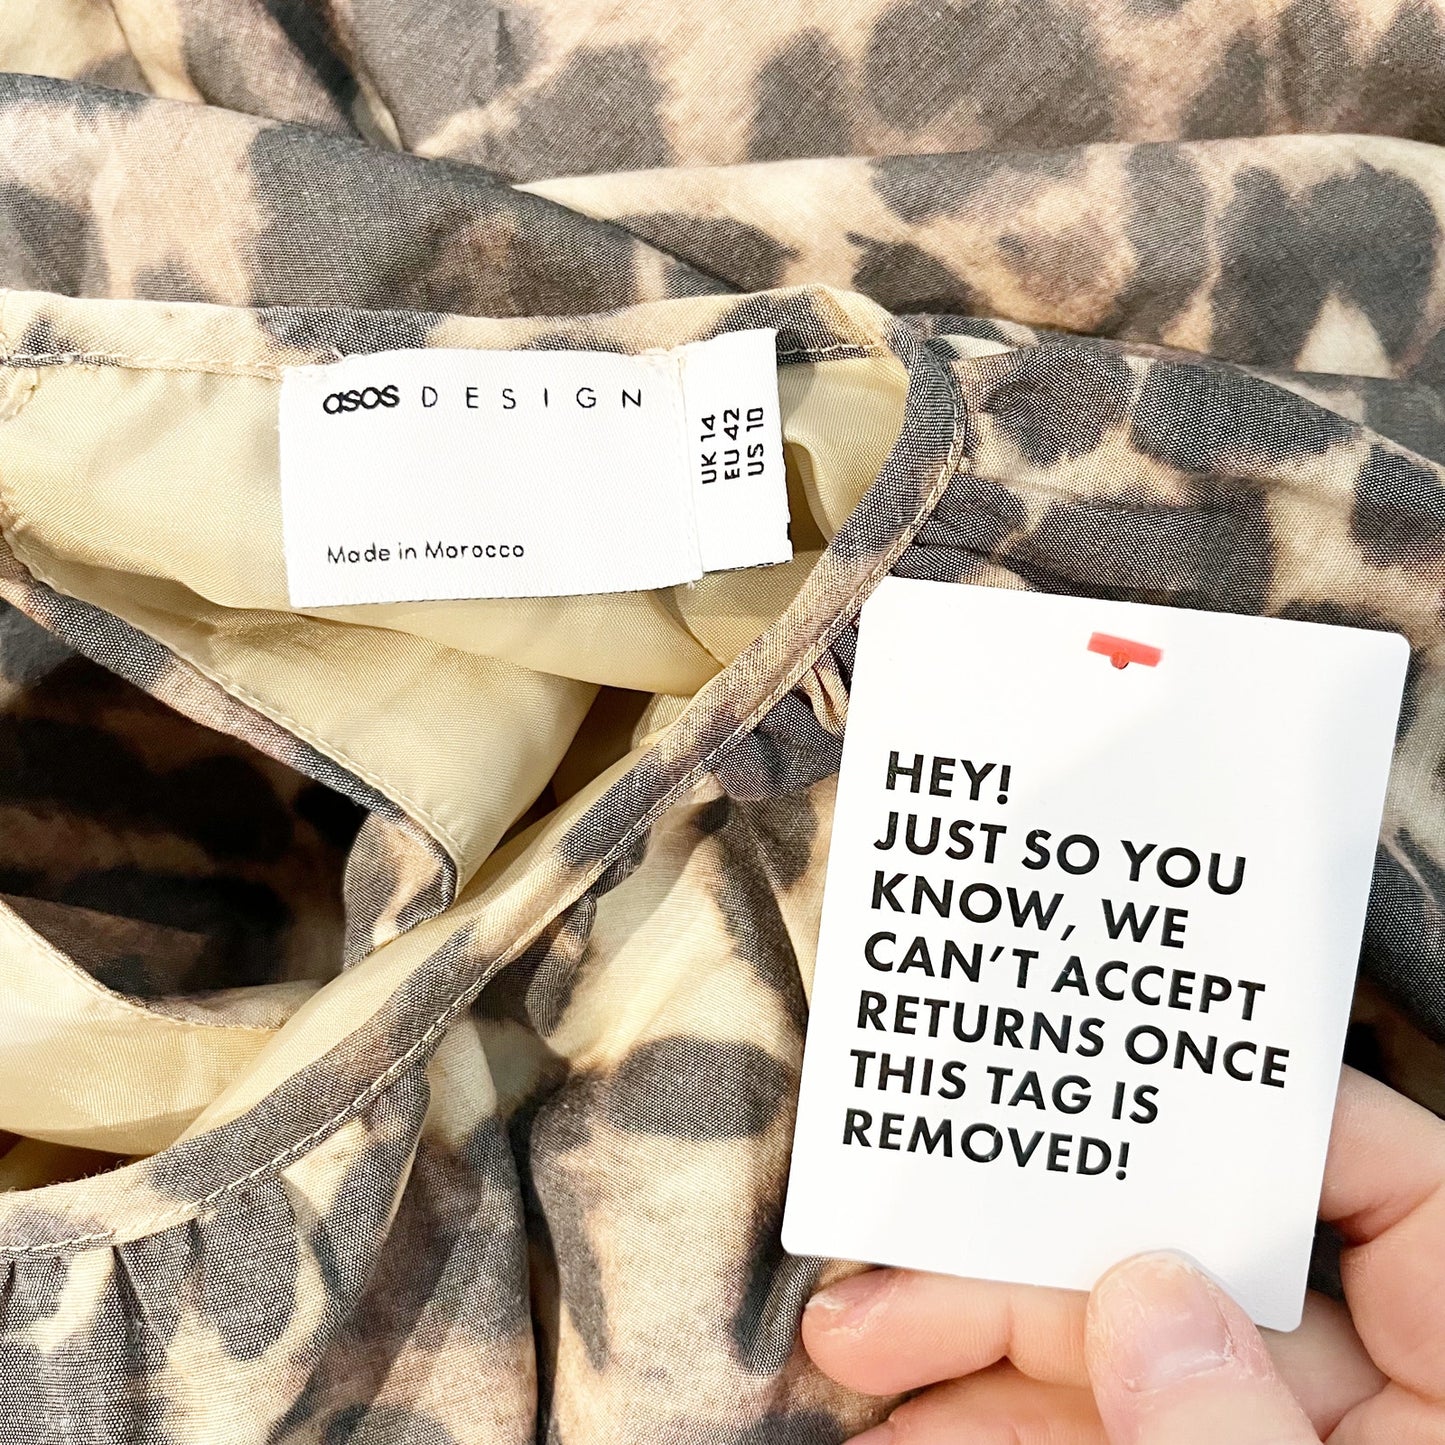 asos DESIGN
Made in Morocco
UK 14
EU 42
US 10
HEY!
JUST SO YOU
KNOW, WE
CAN'T ACCEPT
RETURNS ONCE
THIS TAG IS
REMOVED!